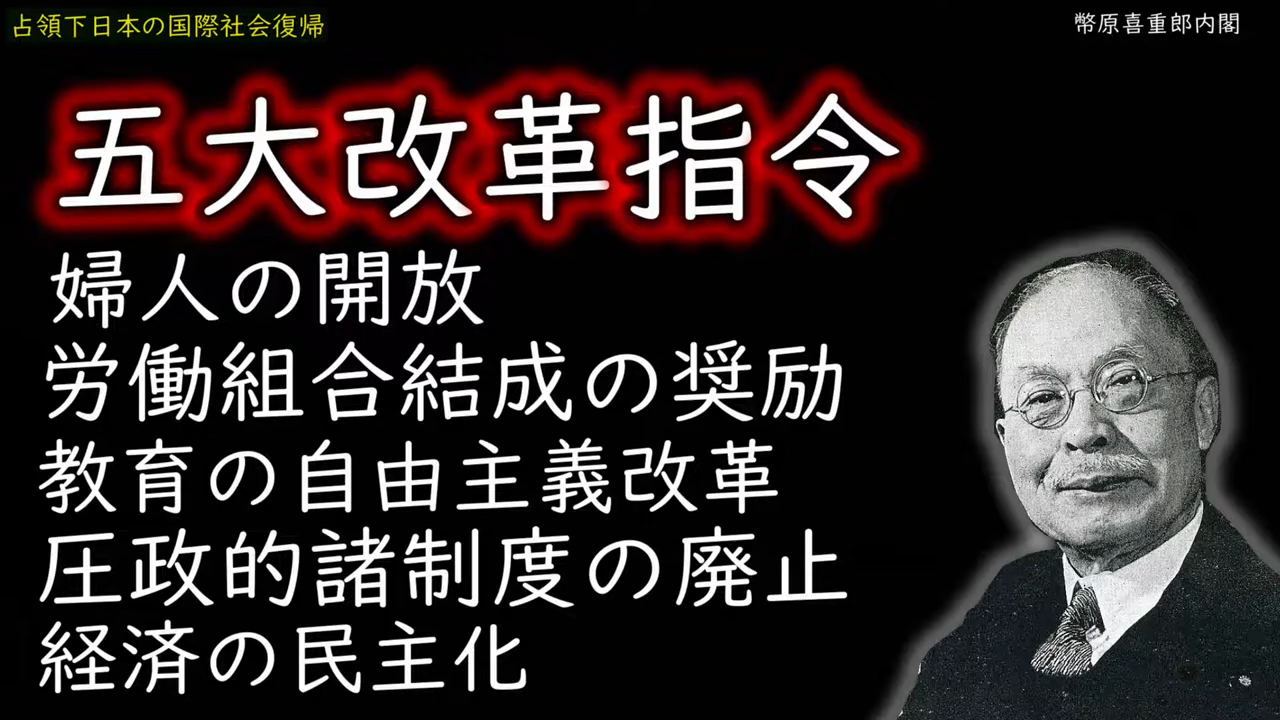 占領下日本の国際社会復帰
幣原喜重郎内閣
五大改革指令
婦人の開放
労働組合結成の奨励
教育の自由主義改革
圧政的諸制度の廃止
経済の民主化